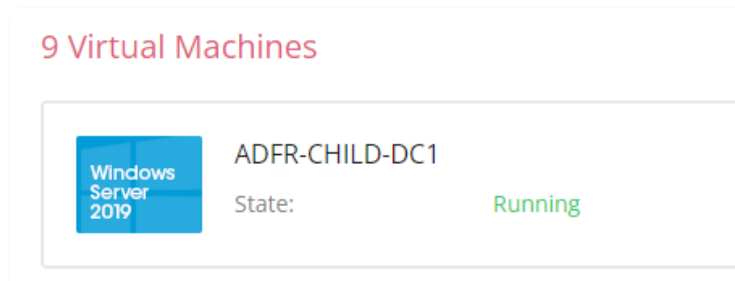 9 Virtual Machines
Windows
Server
2019
ADFR-CHILD-DC1
State: Running